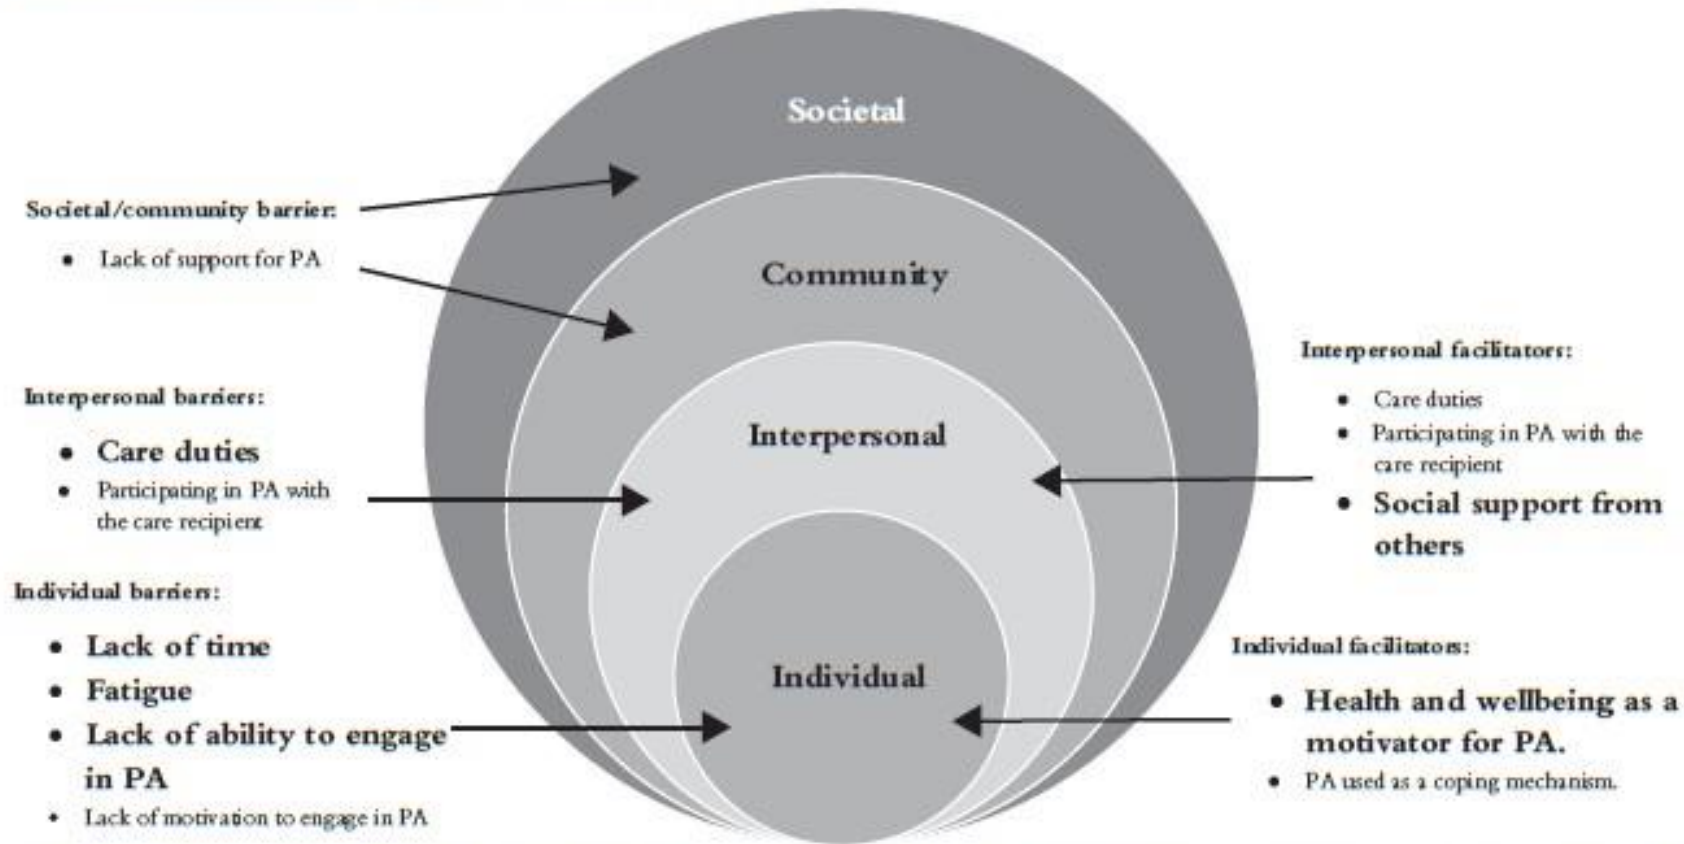 Societal
Societal/community barrier:
• Lack of support for PA
Community
Interpersonal barriers:
• Care duties
• Participating in PA with
the care recipient
Interpersonal
Interpersonal facilitators:
• Care duties
• Participating in PA with the
care recipient
• Social support from
others
Individual barriers:
• Lack of time
• Fatigue
• Lack of ability to engage
in PA
• Lack of motivation to engage in PA
Individual
Individual facilitators:
• Health and wellbeing as a
motivator for PA.
• PA used as a coping mechanism.